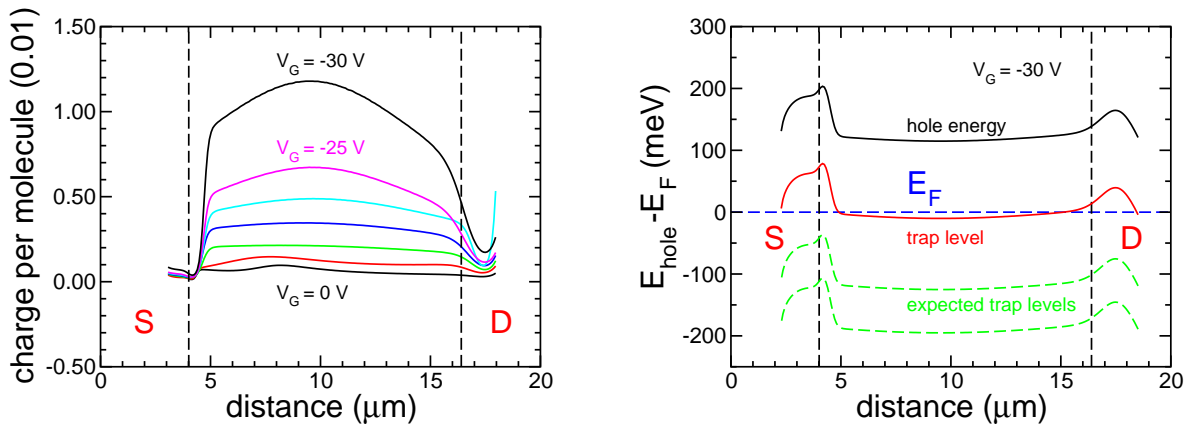 charge per molecule (0.01)
1.50
1.00
0.50
0.00
-0.50
V_G = -30 V
V_G = -25 V
V_G = 0 V
S
D
0
5
10
15
20
distance (μm)
E_hole -E_F (meV)
300
200
100
0
-100
-200
V_G = -30 V
hole energy
E_F
S
trap level
D
expected trap levels
0
5
10
15
20
distance (μm)